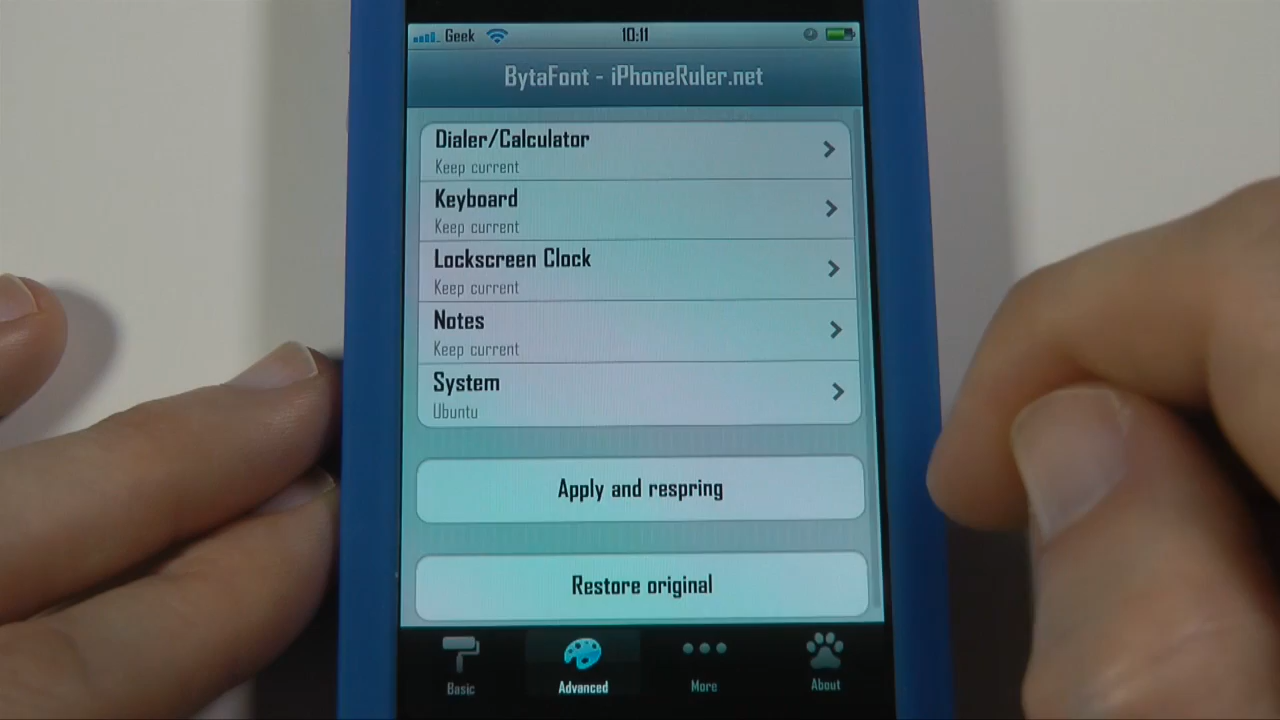 Geek 10:11
BytaFont - iPhoneRuler.net
Dialer/Calculator
Keep current
Keyboard
Keep current
Lockscreen Clock
Keep current
Notes
Keep current
System
Ubuntu
Apply and respring
Restore original
Basic Advanced More About